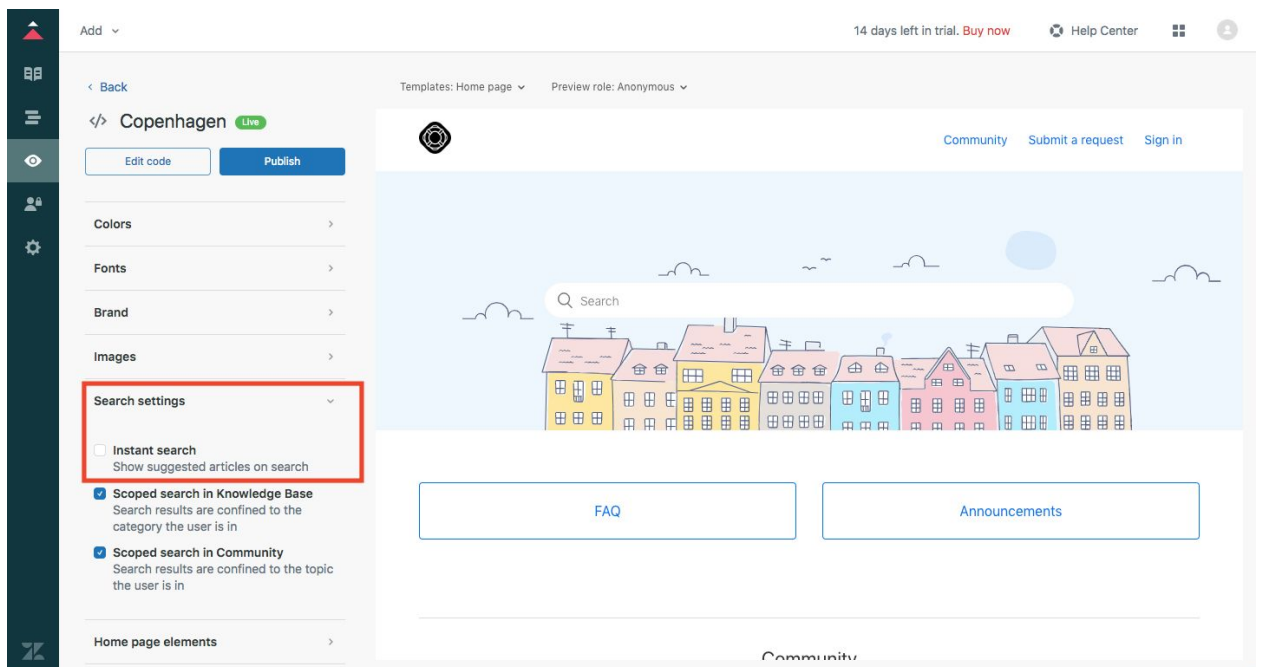 Add
14 days left in trial. Buy now
Help Center
Back
Copenhagen Live
Edit code
Publish
Colors
Fonts
Brand
Images
Search settings
Instant search
Show suggested articles on search
Scoped search in Knowledge Base
Search results are confined to the
category the user is in
Scoped search in Community
Search results are confined to the topic
the user is in
Home page elements
Templates: Home page
Preview role: Anonymous
Community
Submit a request
Sign in
Search
FAQ
Announcements
Community